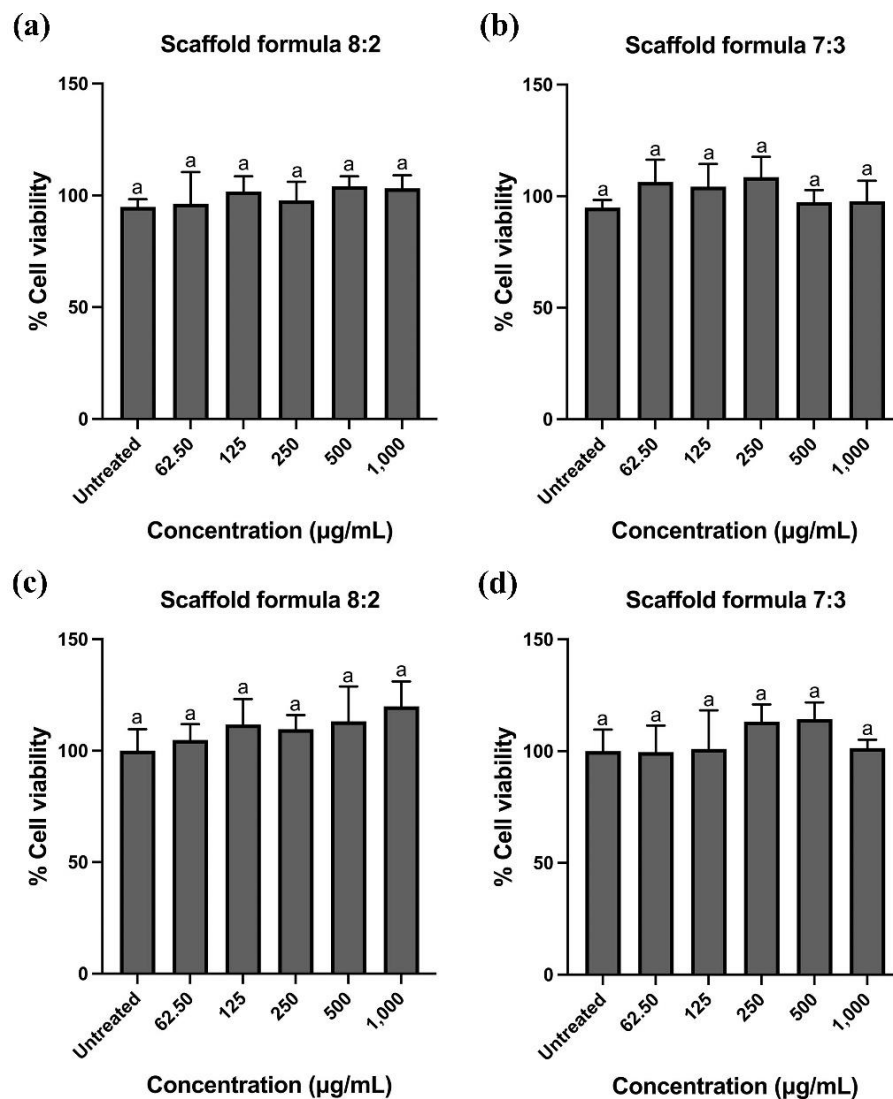 (a)
Scaffold formula 8:2
% Cell viability
150
100
50
0
a a a a a a
Untreated 62.50 125 250 500 1,000
Concentration (µg/mL)
(b)
Scaffold formula 7:3
% Cell viability
150
100
50
0
a a a a a a
Untreated 62.50 125 250 500 1,000
Concentration (µg/mL)
(c)
Scaffold formula 8:2
% Cell viability
150
100
50
0
a a a a a a
Untreated 62.50 125 250 500 1,000
Concentration (µg/mL)
(d)
Scaffold formula 7:3
% Cell viability
150
100
50
0
a a a a a a
Untreated 62.50 125 250 500 1,000
Concentration (µg/mL)